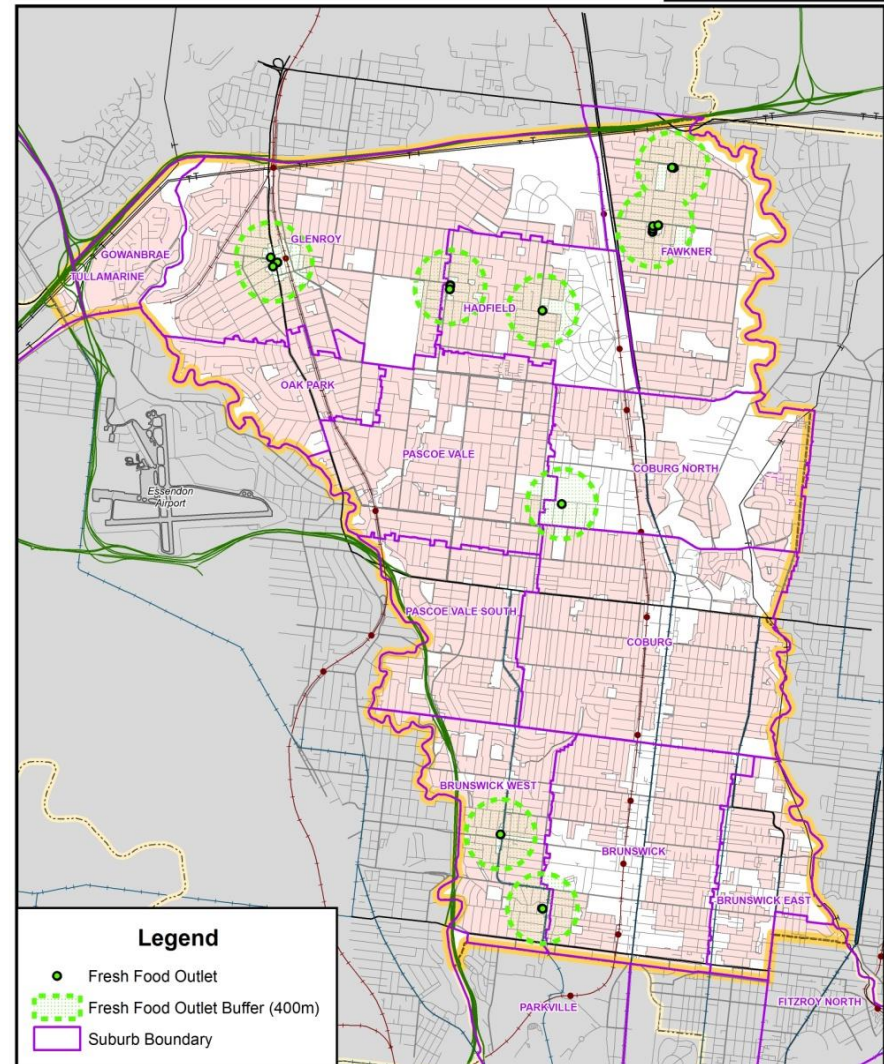 GLENROY
GOWANBRAE
TULLAMARINE
FAWKNER
HADFIELD
OAK PARK
PASCOE VALE
COBURG NORTH
Essendon
Airport
PASCOE VALE SOUTH
COBURG
BRUNSWICK WEST
BRUNSWICK
BRUNSWICK EAST
PARKVILLE
FITZROY NORTH
Legend
Fresh Food Outlet
Fresh Food Outlet Buffer (400m)
Suburb Boundary